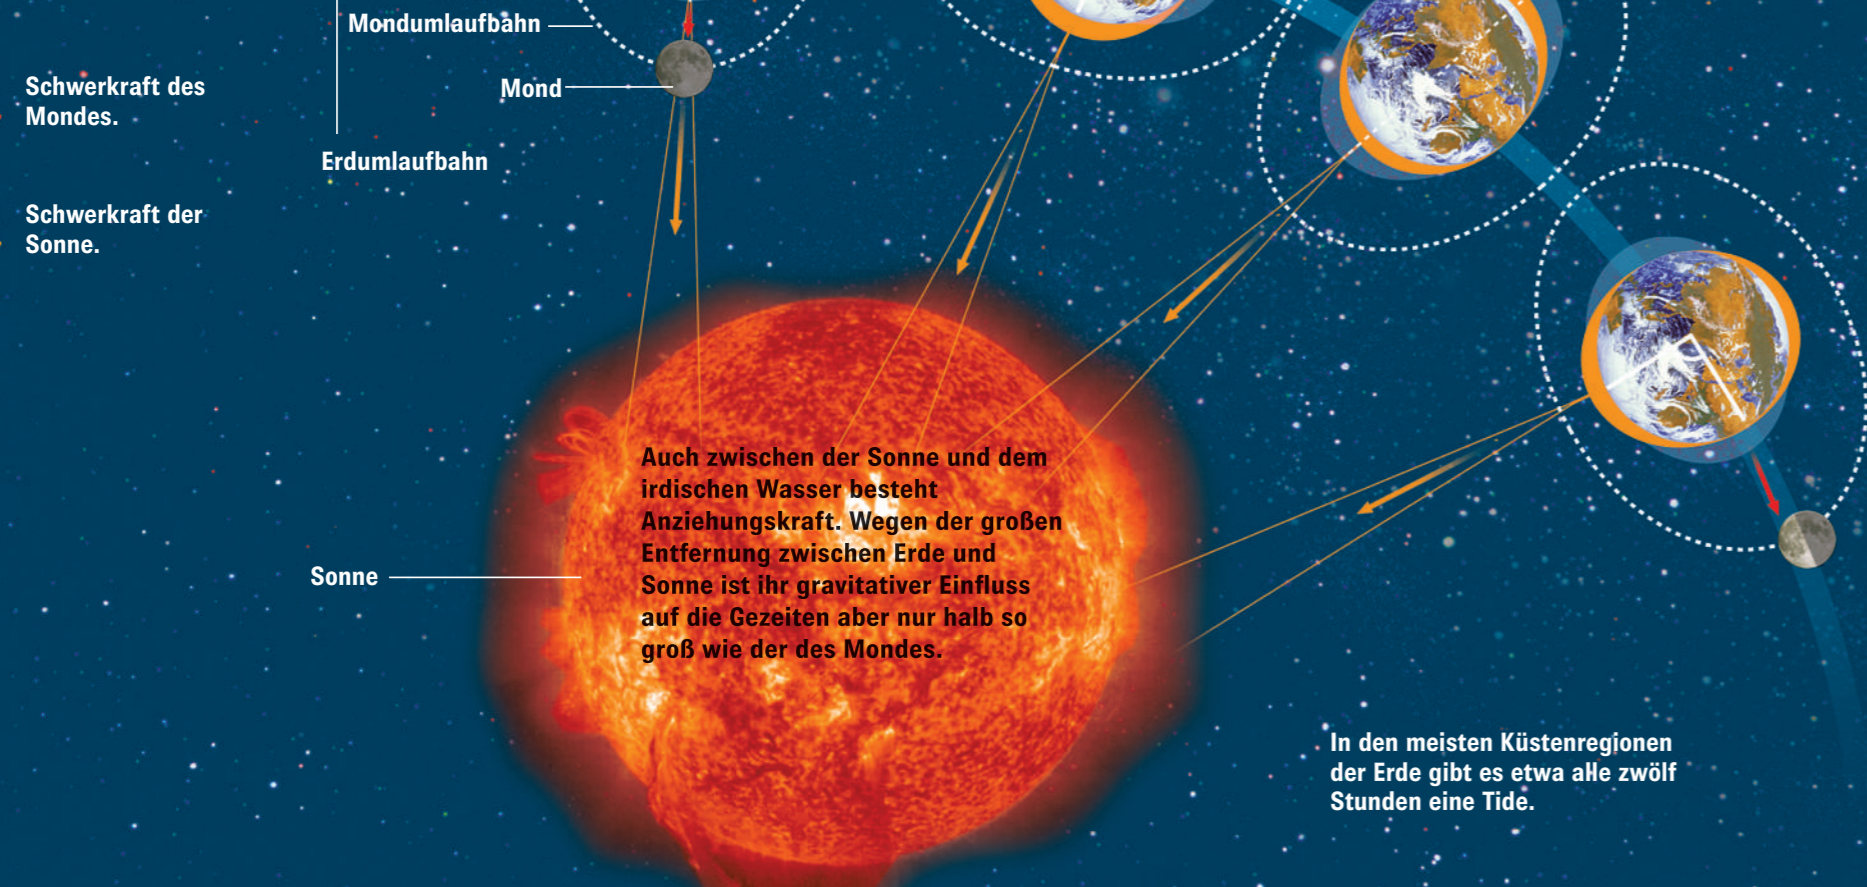 Mondumlaufbahn
Mond
Schwerkraft des
Mondes.
Erdumlaufbahn
Schwerkraft der
Sonne.
Auch zwischen der Sonne und dem
irdischen Wasser besteht
Anziehungskraft. Wegen der großen
Entfernung zwischen Erde und
Sonne ist ihr gravitativer Einfluss
auf die Gezeiten aber nur halb so
groß wie der des Mondes.
Sonne
In den meisten Küstenregionen
der Erde gibt es etwa alle zwölf
Stunden eine Tide.